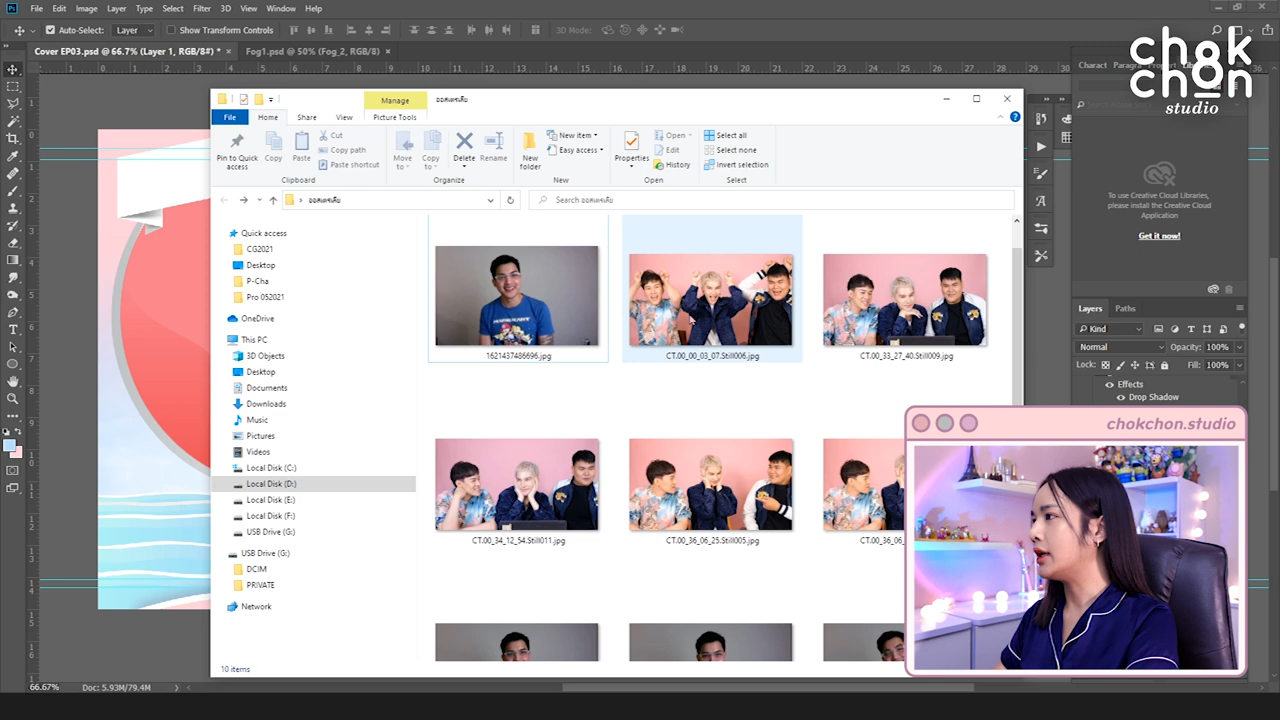 File Edit Image Layer Type Select Filter 3D View Window Help
Auto-Select: Layer Show Transform Controls 3D Mode:
chokchon
studio
Cover EP03.psd @ 66.7% (Layer 1, RGB/8#) * × Fog1.psd @ 50% (Fog_2, RGB/8) ×
Manage
File Home Share View Picture Tools
Pin to Quick access
Copy
Paste
Cut
Copy path
Paste shortcut
Move to
Copy to
Delete
Rename
New folder
New item
Easy access
Properties
Open
Edit
History
Select all
Select none
Invert selection
Clipboard Organize New Open Select
Quick access
CG2021
Desktop
P-Cha
Pro 052021
OneDrive
This PC
3D Objects
Desktop
Documents
Downloads
Music
Pictures
Videos
Local Disk (C:)
Local Disk (D:)
Local Disk (E:)
Local Disk (F:)
USB Drive (G:)
USB Drive (G:)
DCIM
PRIVATE
Network
1621437486696.jpg
CT.00_00_03_07.Still006.jpg
CT.00_33_27_40.Still009.jpg
CT.00_34_12_54.Still011.jpg
CT.00_36_06_25.Still005.jpg
CT.00_36_06
10 items
Charact Paragra
To use Creative Cloud Libraries,
please install the Creative Cloud
Application
Get it now!
Layers Paths
Kind
Normal Opacity: 100%
Lock: Fill: 100%
Effects
Drop Shadow
chokchon.studio
66.67% Doc: 5.93M/79.4M